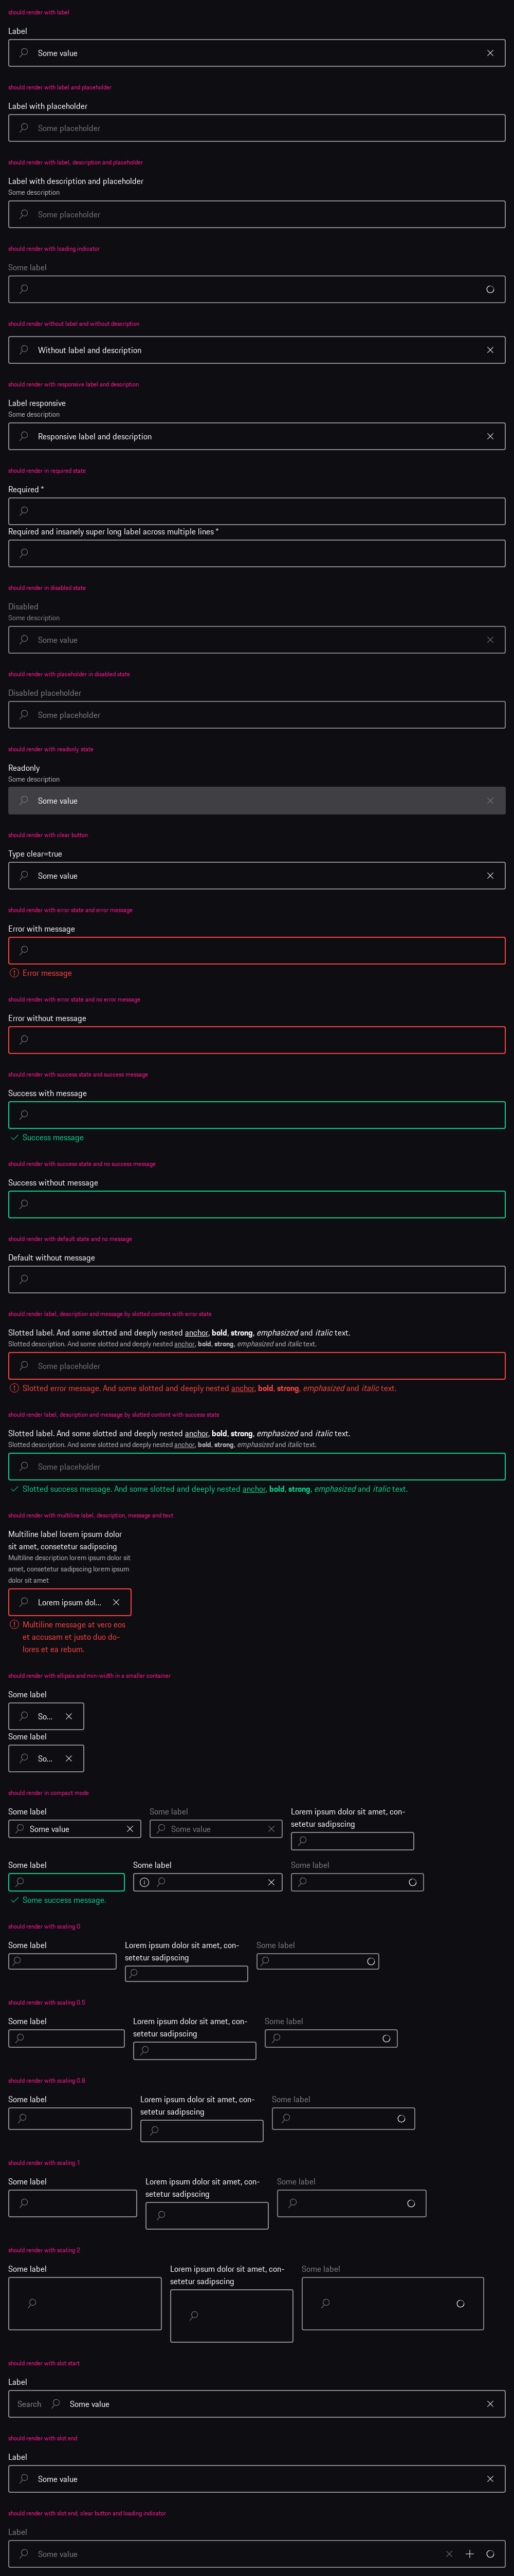 should render with label
Label
Some value
should render with label and placeholder
Label with placeholder
Some placeholder
should render with label, description and placeholder
Label with description and placeholder
Some description
Some placeholder
should render with loading indicator
Some label
should render without label and without description
Without label and description
should render with responsive label and description
Label responsive
Some description
Responsive label and description
should render in required state
Required *
Required and insanely super long label across multiple lines *
should render in disabled state
Disabled
Some description
Some value
should render with placeholder in disabled state
Disabled placeholder
Some placeholder
should render with readonly state
Readonly
Some description
Some value
should render with clear button
Type clear=true
Some value
should render with error state and error message
Error with message
Error message
should render with error state and no error message
Error without message
should render with success state and success message
Success with message
Success message
should render with success state and no success message
Success without message
should render with default state and no message
Default without message
should render label, description and message by slotted content with error state
Slotted label. And some slotted and deeply nested anchor, bold, strong, emphasized and italic text.
Slotted description. And some slotted and deeply nested anchor, bold, strong, emphasized and italic text.
Some placeholder
Slotted error message. And some slotted and deeply nested anchor, bold, strong, emphasized and italic text.
should render label, description and message by slotted content with success state
Slotted label. And some slotted and deeply nested anchor, bold, strong, emphasized and italic text.
Slotted description. And some slotted and deeply nested anchor, bold, strong, emphasized and italic text.
Some placeholder
Slotted success message. And some slotted and deeply nested anchor, bold, strong, emphasized and italic text.
should render with multiline label, description, message and text
Multiline label lorem ipsum dolor
sit amet, consetetur sadipscing
Multiline description lorem ipsum dolor sit
amet, consetetur sadipscing lorem ipsum
dolor sit amet
Lorem ipsum dol...
Multiline message at vero eos
et accusam et justo duo do-
lores et ea rebum.
should render with ellipsis and min-width in a smaller container
Some label
So...
Some label
So...
should render in compact mode
Some label
Some value
Some label
Some value
Lorem ipsum dolor sit amet, con-
setetur sadipscing
Some label
Some success message.
Some label
Some label
should render with scaling 0
Some label
Lorem ipsum dolor sit amet, con-
setetur sadipscing
Some label
should render with scaling 0.5
Some label
Lorem ipsum dolor sit amet, con-
setetur sadipscing
Some label
should render with scaling 0.8
Some label
Lorem ipsum dolor sit amet, con-
setetur sadipscing
Some label
should render with scaling 1
Some label
Lorem ipsum dolor sit amet, con-
setetur sadipscing
Some label
should render with scaling 2
Some label
Lorem ipsum dolor sit amet, con-
setetur sadipscing
Some label
should render with slot start
Label
Search
Some value
should render with slot end
Label
Some value
should render with slot end, clear button and loading indicator
Label
Some value